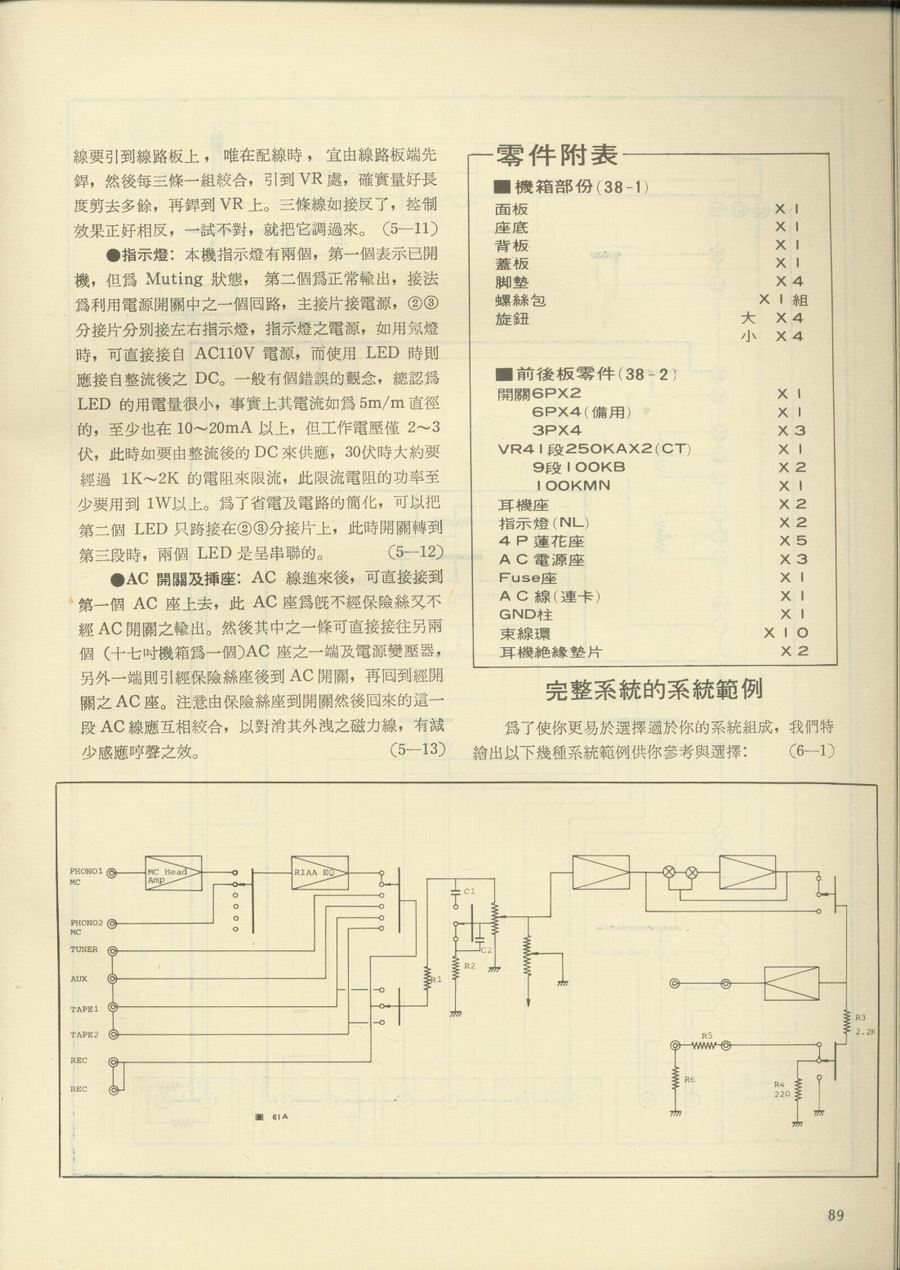 線要引到線路板上，唯在配線時，宜由線路板端先
銲，然後每三條一組絞合，引到 VR 處，確實量好長
度剪去多餘，再銲到 VR 上。三條線如接反了，控制
效果正好相反，一試不對，就把它調過來。（5—11）
●指示燈：本機指示燈有兩個，第一個表示已開
機，但爲 Muting 狀態，第二個爲正常輸出，接法
爲利用電源開關中之一個回路，主接片接電源，②③
分接片分別接左右指示燈，指示燈之電源，如用氖燈
時，可直接接自 AC110V 電源，而使用 LED 時則
應接自整流後之 DC。一般有個錯誤的觀念，總認爲
LED 的用電量很小，事實上其電流如爲 5m/m 直徑
的，至少也在 10～20mA 以上，但工作電壓僅 2～3
伏，此時如要由整流後的 DC 來供應，30伏時大約要
經過 1K～2K 的電阻來限流，此限流電阻的功率至
少要用到 1W以上。爲了省電及電路的簡化，可以把
第二個 LED 只跨接在②③分接片上，此時開關轉到
第三段時，兩個 LED 是呈串聯的。（5—12）
●AC 開關及揷座：AC 線進來後，可直接接到
第一個 AC 座上去，此 AC 座爲旣不經保險絲又不
經 AC 開關之輸出。然後其中之一條可直接接往另兩
個（十七吋機箱爲一個)AC 座之一端及電源變壓器，
另外一端則引經保險絲座後到 AC 開關，再回到經開
關之 AC 座。注意由保險絲座到開關然後回來的這一
段 AC 線應互相絞合，以對消其外洩之磁力線，有減
少感應哼聲之效。（5—13）
零件附表
■機箱部份(38-1)
面板 X 1
座底 X 1
背板 X 1
蓋板 X 1
脚墊 X 4
螺絲包 X 1 組
旋鈕 大 X 4
小 X 4
■前後板零件(38-2)
開關6PX2 X 1
6PX4(備用) X 1
3PX4 X 3
VR41段250KAX2(CT) X 1
9段100KB X 2
100KMN X 1
耳機座 X 2
指示燈(NL) X 2
4P蓮花座 X 5
AC電源座 X 3
Fuse座 X 1
AC線(連卡) X 1
GND柱 X 1
束線環 X 10
耳機絶緣墊片 X 2
完整系統的系統範例
爲了使你更易於選擇適於你的系統組成，我們特
繪出以下幾種系統範例供你參考與選擇：（6—1）
PHONO1
MC
MC Head
Amp
RIAA EQ
PHONO2
MC
TUNER
AUX
TAPE1
TAPE2
REC
REC
C1
C2
R1
R2
R3
2.2K
R5
R6
R4
220
圖 61A
89